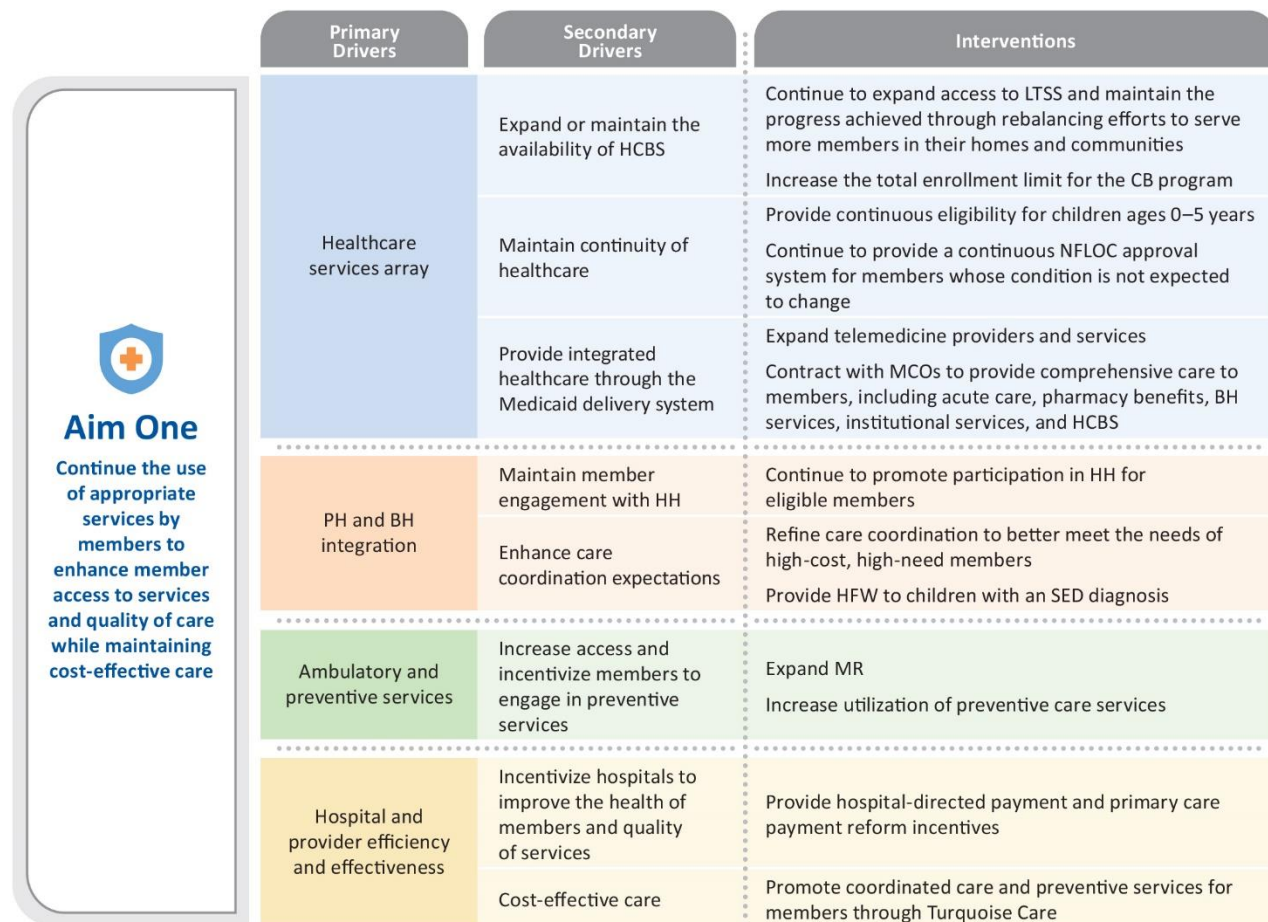 Primary
Drivers
Secondary
Drivers
Interventions
Aim One
Continue the use
of appropriate
services by
members to
enhance member
access to services
and quality of care
while maintaining
cost-effective care
Healthcare
services array
Expand or maintain the
availability of HCBS
Continue to expand access to LTSS and maintain the
progress achieved through rebalancing efforts to serve
more members in their homes and communities
Increase the total enrollment limit for the CB program
Maintain continuity of
healthcare
Provide continuous eligibility for children ages 0–5 years
Continue to provide a continuous NFLOC approval
system for members whose condition is not expected
to change
Provide integrated
healthcare through the
Medicaid delivery system
Expand telemedicine providers and services
Contract with MCOs to provide comprehensive care to
members, including acute care, pharmacy benefits, BH
services, institutional services, and HCBS
PH and BH
integration
Maintain member
engagement with HH
Continue to promote participation in HH for
eligible members
Enhance care
coordination expectations
Refine care coordination to better meet the needs of
high-cost, high-need members
Provide HFW to children with an SED diagnosis
Ambulatory and
preventive services
Increase access and
incentivize members to
engage in preventive
services
Expand MR
Increase utilization of preventive care services
Hospital and
provider efficiency
and effectiveness
Incentivize hospitals to
improve the health of
members and quality
of services
Provide hospital-directed payment and primary care
payment reform incentives
Cost-effective care
Promote coordinated care and preventive services for
members through Turquoise Care